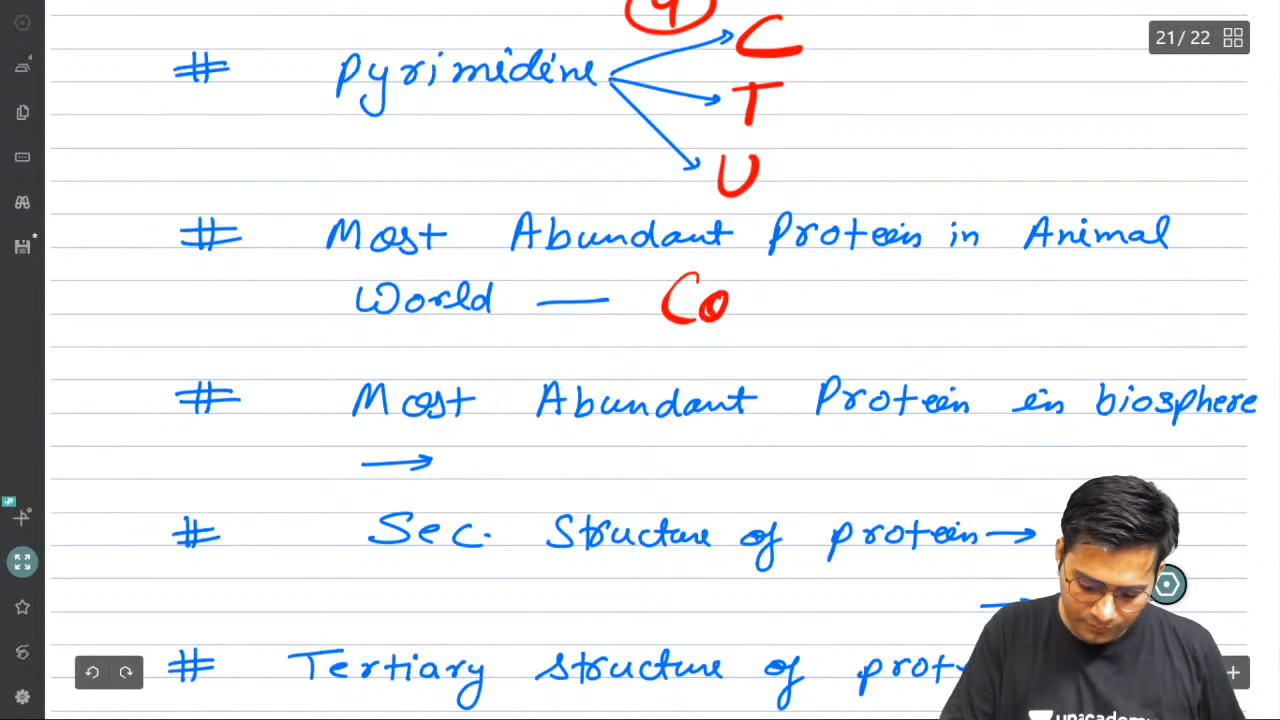 21 / 22
# Pyrimidine C
T
U
# Most Abundant Protein in Animal
World — Co
# Most Abundant Protein in biosphere
→
# Sec. Structure of protein →
# Tertiary structure of prot
unacademy